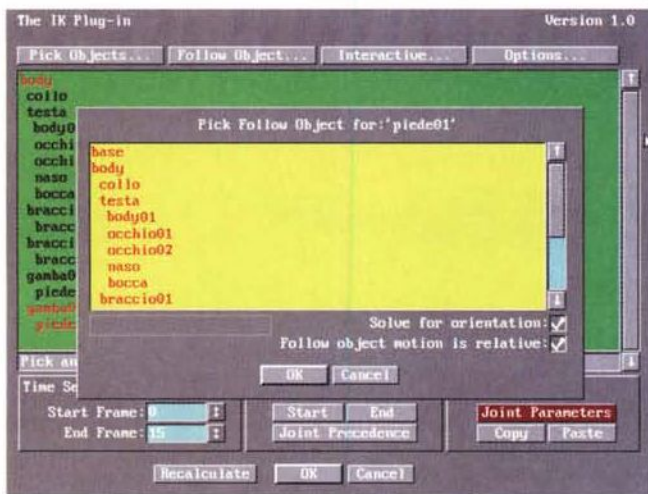 The IK Plug-in Version 1.0
Pick Objects... Follow Object... Interactive... Options...
body
collo
testa
body0
occhi
occhi
naso
bocca
bracci
bracc
bracci
bracc
gamba0
piede
gamba0
piede
Pick Follow Object for:'piede01'
base
body
collo
testa
body01
occhio01
occhio02
naso
bocca
braccio01
Solve for orientation:
Follow object motion is relative:
OK Cancel
Pick an
Time Se
Start Frame: 0
End Frame: 15
Start End
Joint Precedence
Joint Parameters
Copy Paste
Recalculate OK Cancel